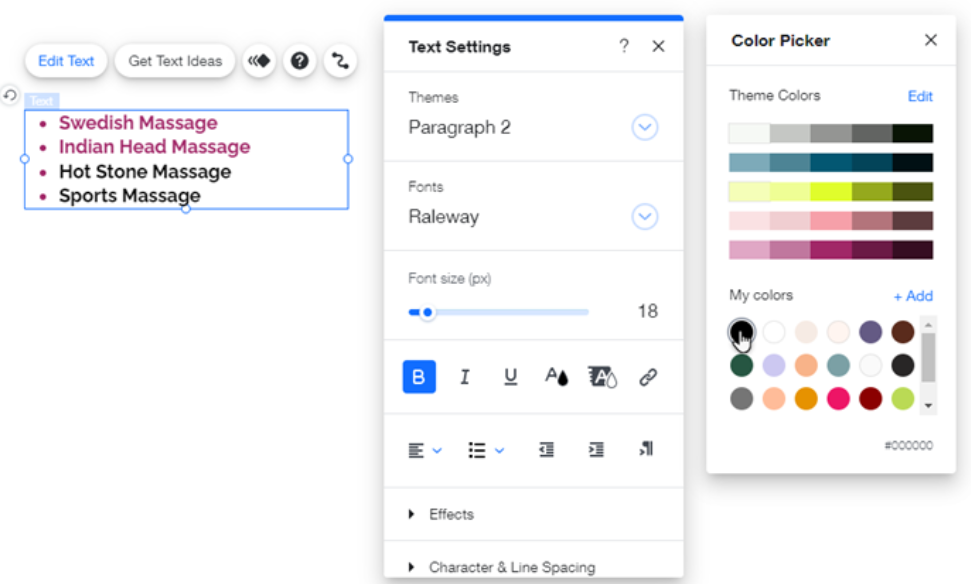 Edit Text
Get Text Ideas
?
Text
• Swedish Massage
• Indian Head Massage
• Hot Stone Massage
• Sports Massage
Text Settings
?
Themes
Paragraph 2
Fonts
Raleway
Font size (px)
18
B I U A A
Effects
Character & Line Spacing
Color Picker
Theme Colors Edit
My colors + Add
#000000